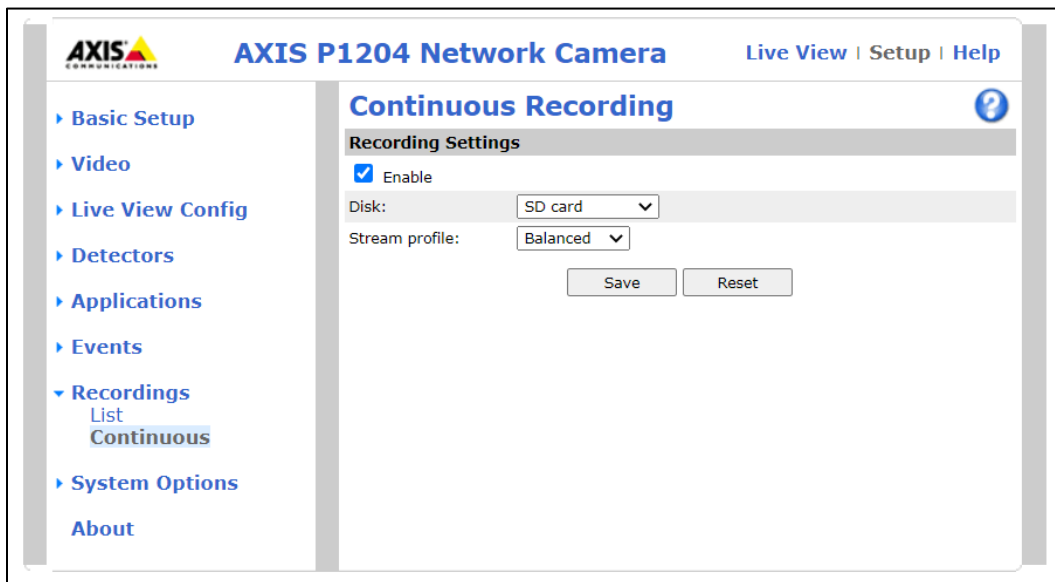 AXIS
COMMUNICATIONS
AXIS P1204 Network Camera
Live View | Setup | Help
Basic Setup
Video
Live View Config
Detectors
Applications
Events
Recordings
List
Continuous
System Options
About
Continuous Recording
?
Recording Settings
Enable
Disk: SD card
Stream profile: Balanced
Save Reset